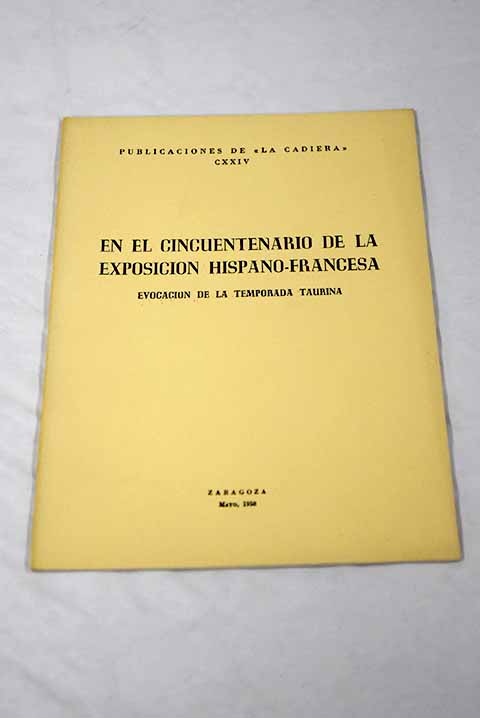 PUBLICACIONES DE «LA CADIERA»
CXXIV
EN EL CINCUENTENARIO DE LA
EXPOSICION HISPANO-FRANCESA
EVOCACION DE LA TEMPORADA TAURINA
ZARAGOZA
MAYO, 1958